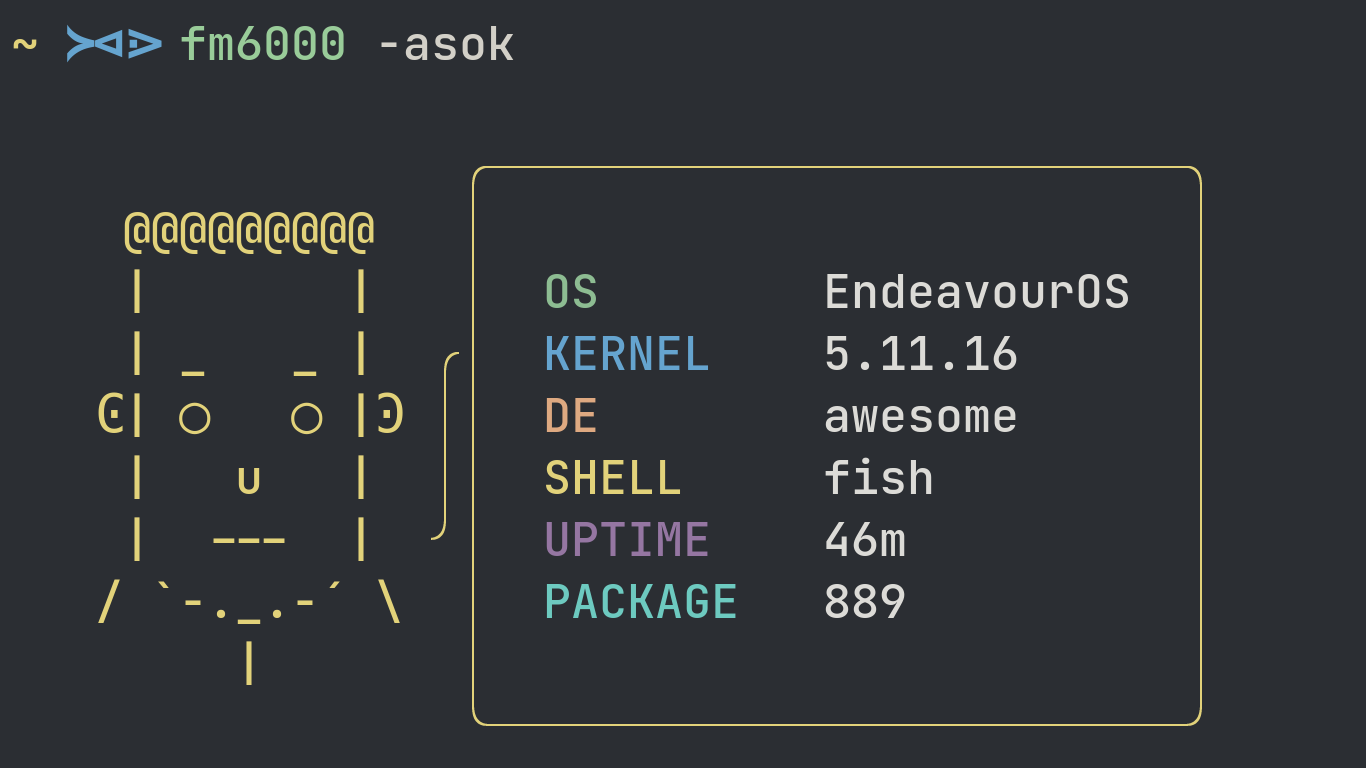 ~ ⋊> fm6000 -asok
@@@@@@@@@
OS EndeavourOS
KERNEL 5.11.16
DE awesome
SHELL fish
UPTIME 46m
PACKAGE 889